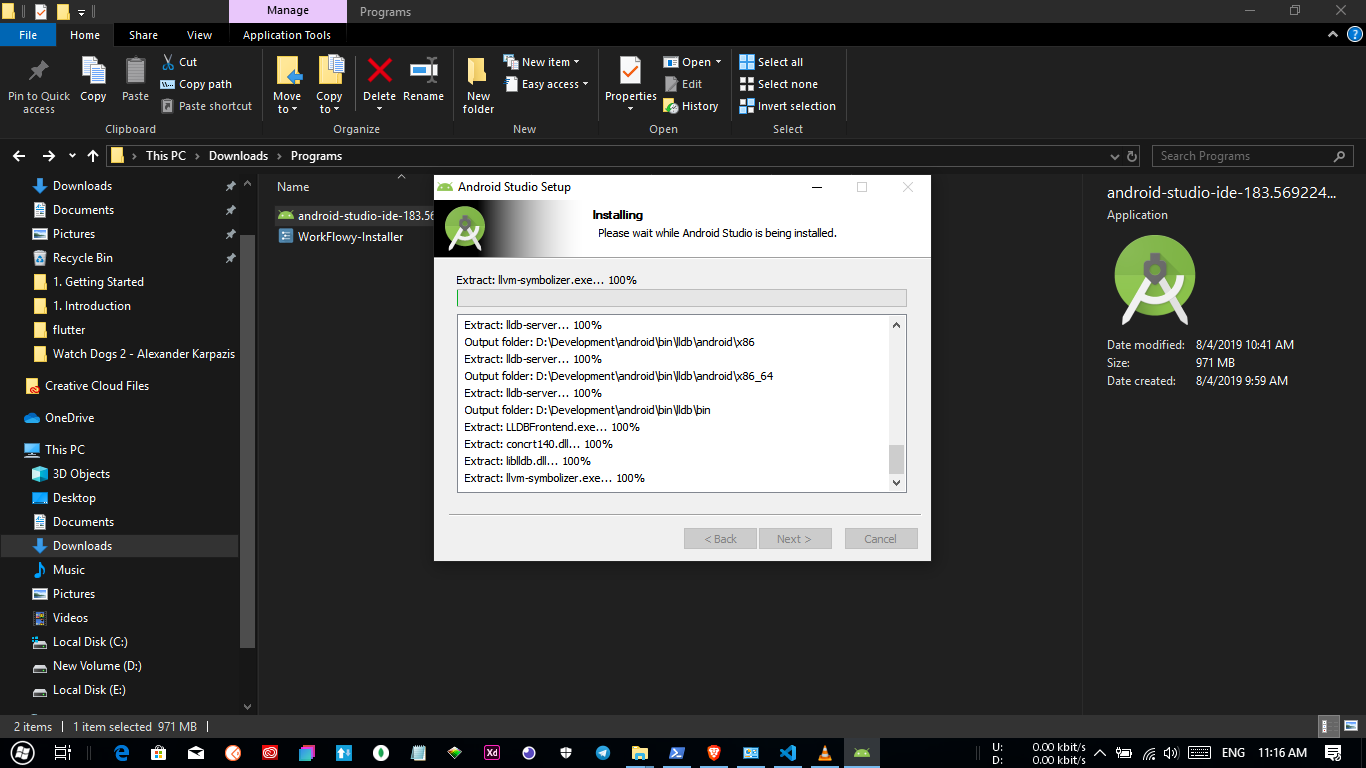 Manage
Programs
File
Home
Share
View
Application Tools
Pin to Quick access
Copy
Paste
Cut
Copy path
Paste shortcut
Move to
Copy to
Delete
Rename
New folder
New item
Easy access
Properties
Open
Edit
History
Select all
Select none
Invert selection
Clipboard
Organize
New
Open
Select
This PC
Downloads
Programs
Search Programs
Downloads
Documents
Pictures
Recycle Bin
1. Getting Started
1. Introduction
flutter
Watch Dogs 2 - Alexander Karpazis
Creative Cloud Files
OneDrive
This PC
3D Objects
Desktop
Documents
Downloads
Music
Pictures
Videos
Local Disk (C:)
New Volume (D:)
Local Disk (E:)
Name
android-studio-ide-183.56
WorkFlowy-Installer
Android Studio Setup
Installing
Please wait while Android Studio is being installed.
Extract: llvm-symbolizer.exe... 100%
Extract: lldb-server... 100%
Output folder: D:\Development\android\bin\lldb\android\x86
Extract: lldb-server... 100%
Output folder: D:\Development\android\bin\lldb\android\x86_64
Extract: lldb-server... 100%
Output folder: D:\Development\android\bin\lldb\bin
Extract: LLDBFrontend.exe... 100%
Extract: concrt140.dll... 100%
Extract: liblldb.dll... 100%
Extract: llvm-symbolizer.exe... 100%
< Back
Next >
Cancel
android-studio-ide-183.569224...
Application
Date modified: 8/4/2019 10:41 AM
Size: 971 MB
Date created: 8/4/2019 9:59 AM
2 items
1 item selected 971 MB
Xd
U: 0.00 kbit/s
D: 0.00 kbit/s
ENG
11:16 AM